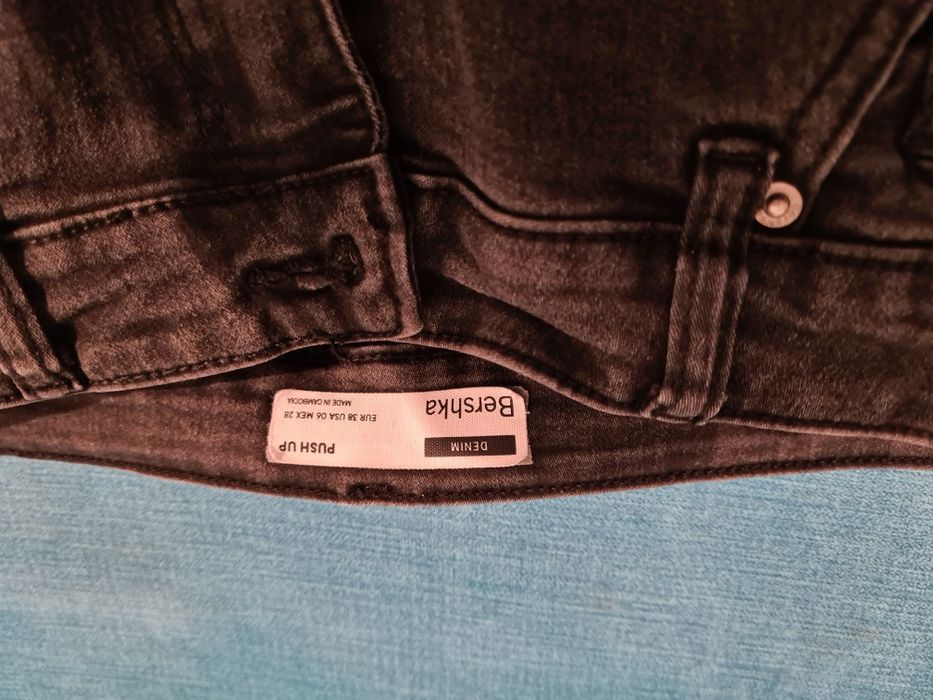 DENIM
Bershka
PUSH UP
EUR 38 USA 06 MEX 28
MADE IN CAMBODIA